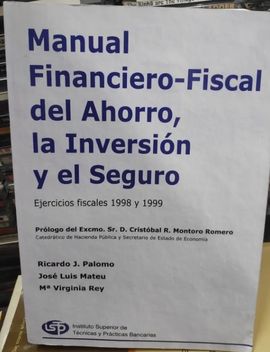 Manual
Financiero-Fiscal
del Ahorro,
la Inversión
y el Seguro
Ejercicios fiscales 1998 y 1999
Prólogo del Excmo. Sr. D. Cristóbal R. Montoro Romero
Catedrático de Hacienda Pública y Secretario de Estado de Economía
Ricardo J. Palomo
José Luis Mateu
Mª Virginia Rey
isp
Instituto Superior de
Técnicas y Prácticas Bancarias